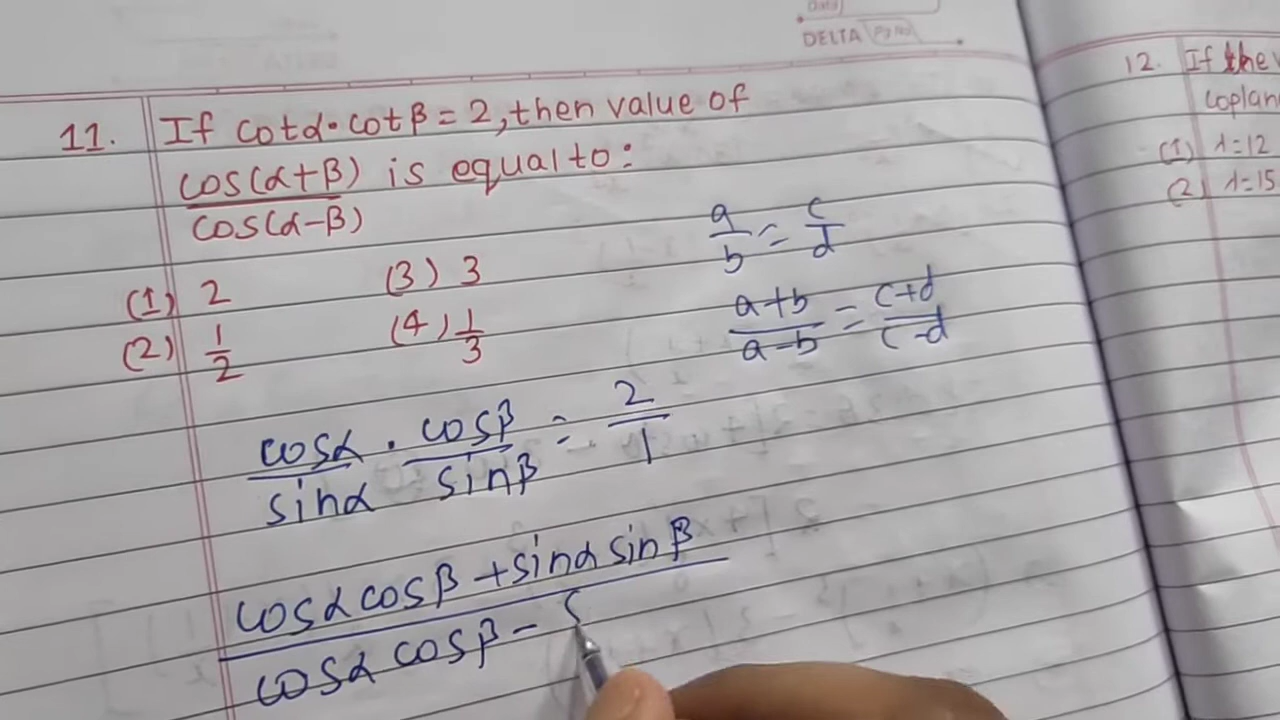 DELTA Pg No
11. If cotα·cotβ = 2, then value of
cos(α+β) is equal to:
cos(α-β)
(1) 2 (3) 3
(2) 1/2 (4) 1/3
a/b = c/d
a+b/a-b = c+d/c-d
cosα/sinα · cosβ/sinβ = 2/1
cosα cosβ + sinα sinβ
cosα cosβ - s
12. If the
coplan
(1) λ=12
(2) λ=15